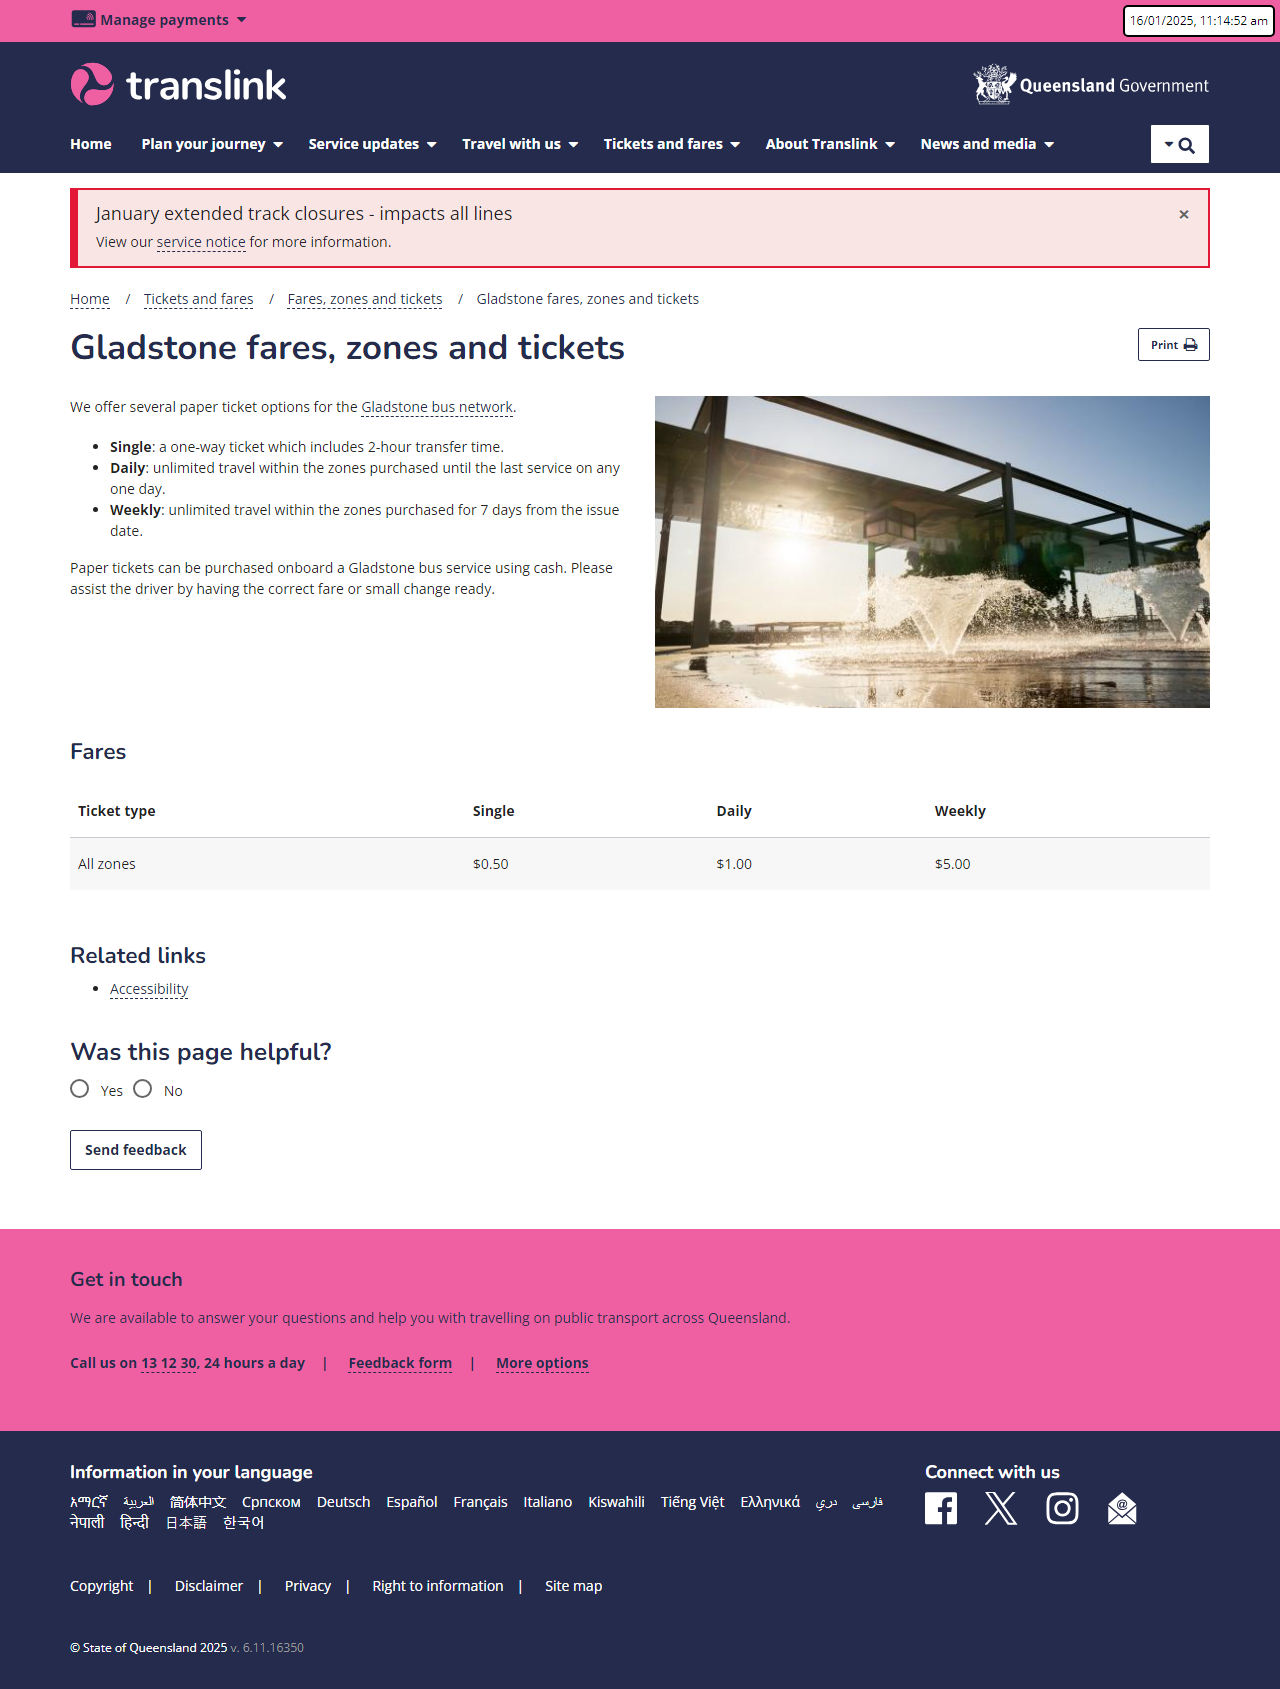 Manage payments
16/01/2025, 11:14:52 am
translink
Queensland Government
Home Plan your journey Service updates Travel with us Tickets and fares About Translink News and media
January extended track closures - impacts all lines
×
View our service notice for more information.
Home / Tickets and fares / Fares, zones and tickets / Gladstone fares, zones and tickets
Gladstone fares, zones and tickets
Print
We offer several paper ticket options for the Gladstone bus network.
• Single: a one-way ticket which includes 2-hour transfer time.
• Daily: unlimited travel within the zones purchased until the last service on any
one day.
• Weekly: unlimited travel within the zones purchased for 7 days from the issue
date.
Paper tickets can be purchased onboard a Gladstone bus service using cash. Please
assist the driver by having the correct fare or small change ready.
Fares
Ticket type Single Daily Weekly
All zones $0.50 $1.00 $5.00
Related links
• Accessibility
Was this page helpful?
Yes No
Send feedback
Get in touch
We are available to answer your questions and help you with travelling on public transport across Queensland.
Call us on 13 12 30, 24 hours a day | Feedback form | More options
Information in your language
አማርኛ العربية 简体中文 Српском Deutsch Español Français Italiano Kiswahili Tiếng Việt Ελληνικά دري فارسی
नेपाली हिन्दी 日本語 한국어
Connect with us
Copyright | Disclaimer | Privacy | Right to information | Site map
© State of Queensland 2025 v. 6.11.16350